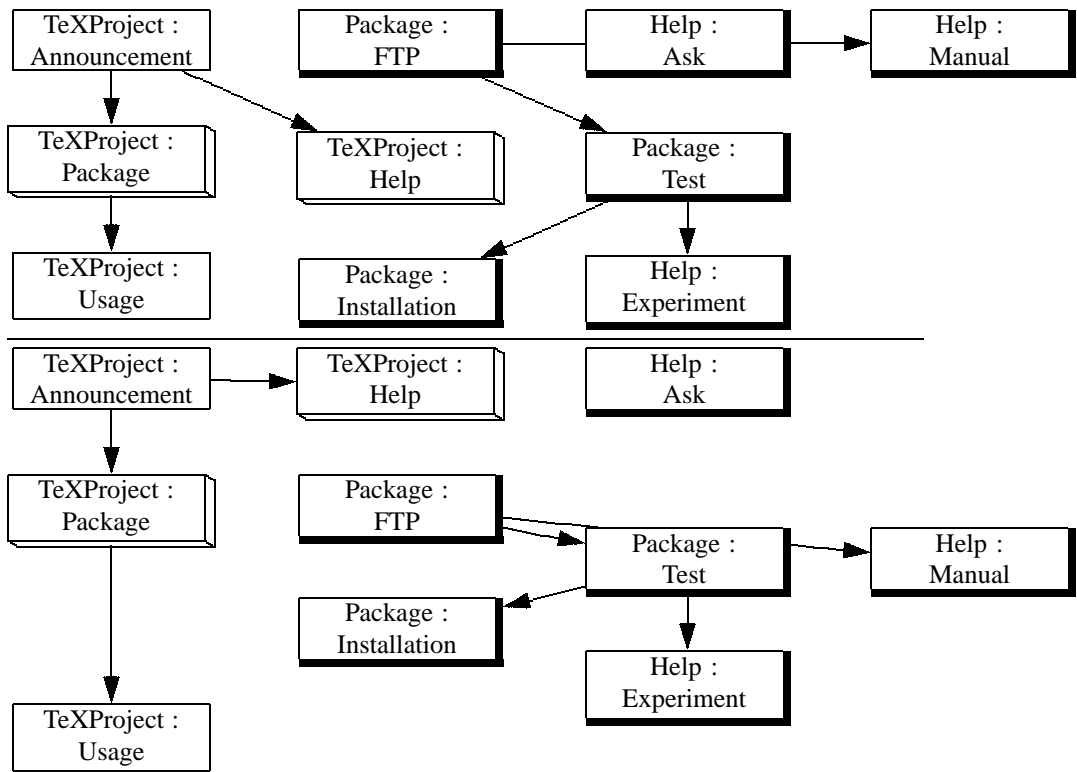 TeXProject :
Announcement
Package :
FTP
Help :
Ask
Help :
Manual
TeXProject :
Package
TeXProject :
Help
Package :
Test
TeXProject :
Usage
Package :
Installation
Help :
Experiment
TeXProject :
Announcement
TeXProject :
Help
Help :
Ask
TeXProject :
Package
Package :
FTP
Package :
Test
Help :
Manual
Package :
Installation
Help :
Experiment
TeXProject :
Usage